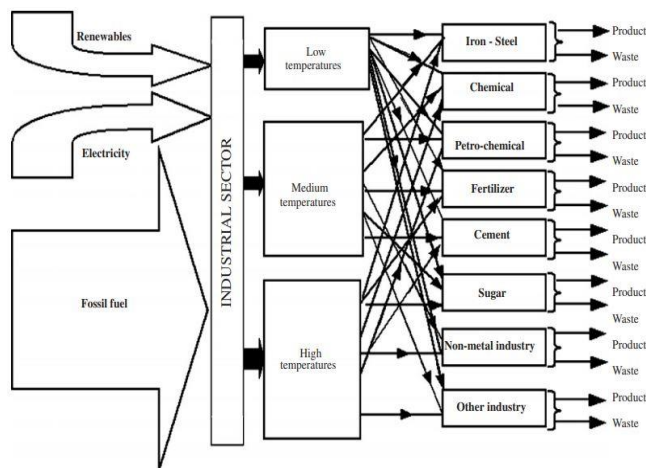 Renewables
Electricity
Fossil fuel
INDUSTRIAL SECTOR
Low
temperatures
Medium
temperatures
High
temperatures
Iron - Steel
Chemical
Petro-chemical
Fertilizer
Cement
Sugar
Non-metal industry
Other industry
Product
Waste
Product
Waste
Product
Waste
Product
Waste
Product
Waste
Product
Waste
Product
Waste
Product
Waste